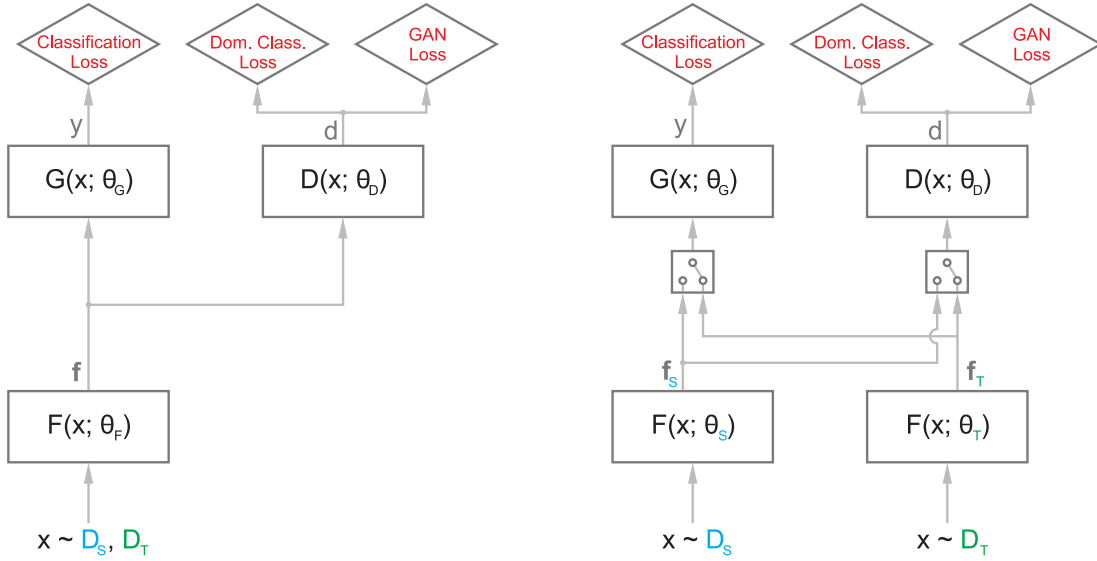 Classification
Loss
Dom. Class.
Loss
GAN
Loss
y
d
G(x; θG)
D(x; θD)
f
F(x; θF)
x ~ DS, DT
Classification
Loss
Dom. Class.
Loss
GAN
Loss
y
d
G(x; θG)
D(x; θD)
fS
fT
F(x; θS)
F(x; θT)
x ~ DS
x ~ DT